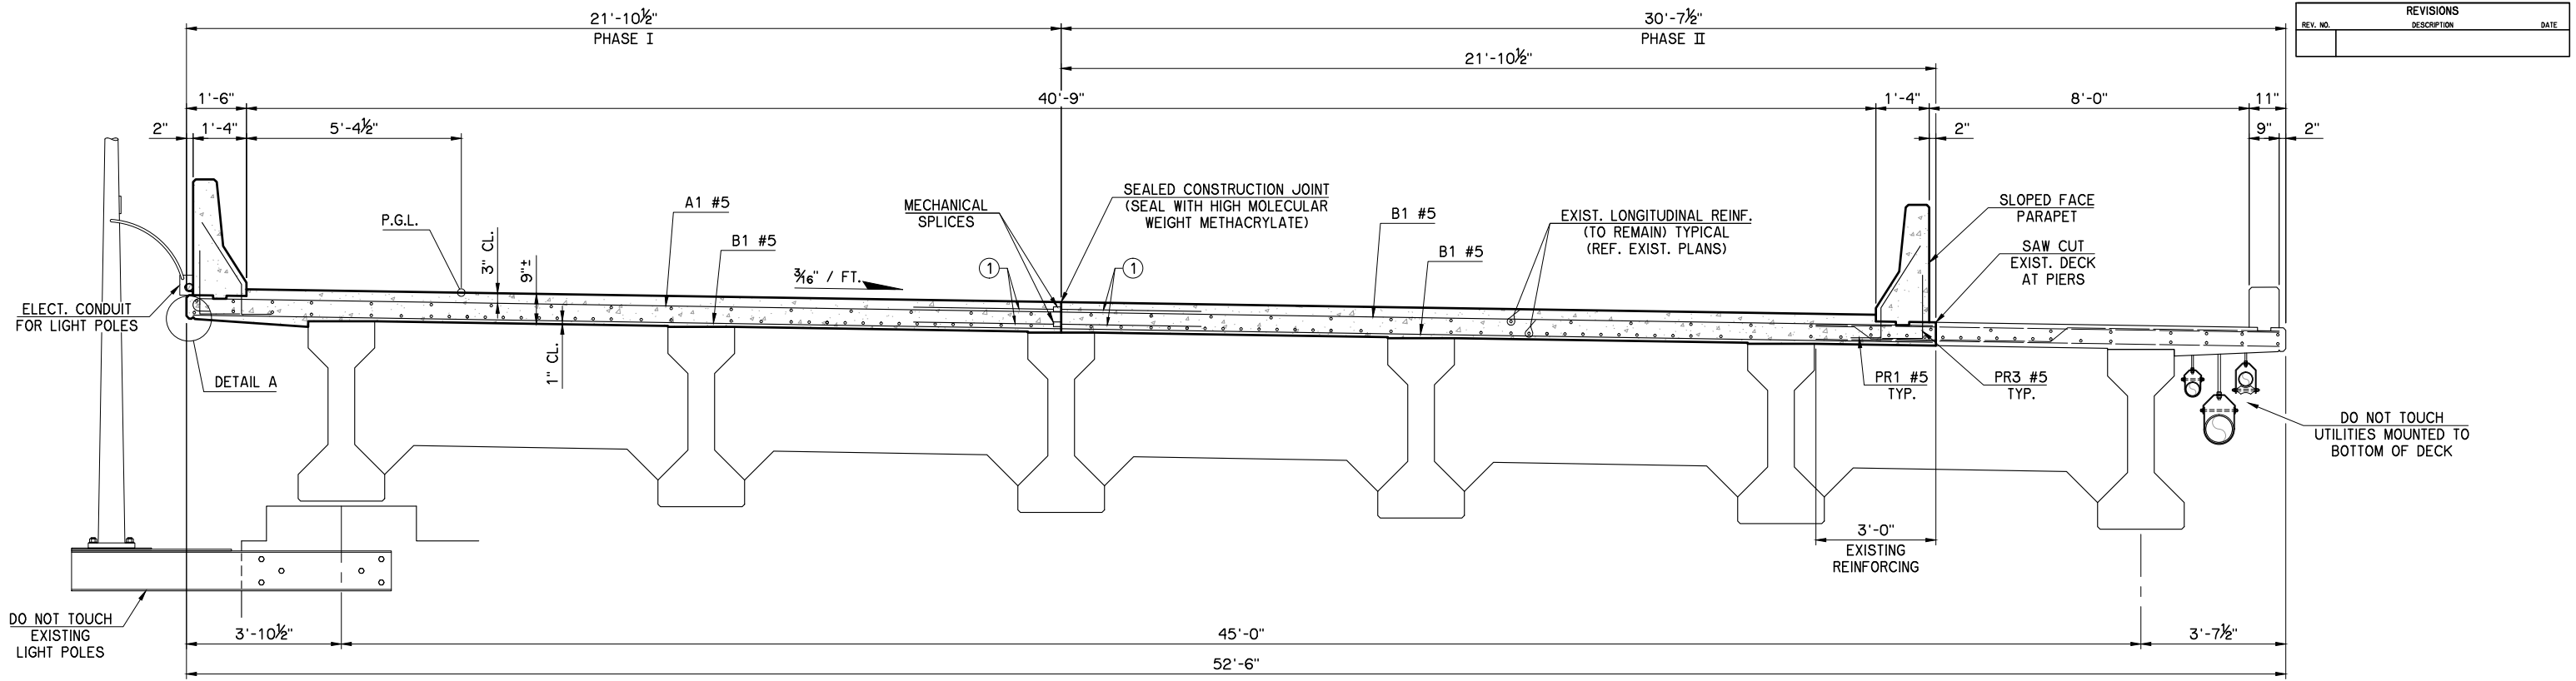 REVISIONS
REV. NO. DESCRIPTION DATE
21'-10½" 30'-7½"
PHASE I PHASE II
21'-10½"
1'-6" 40'-9" 1'-4" 8'-0" 11"
2" 1'-4" 5'-4½" 2" 9" 2"
P.G.L.
3" CL.
9"±
1" CL.
A1 #5
B1 #5
3/16" / FT.
MECHANICAL
SPLICES
1
1
SEALED CONSTRUCTION JOINT
(SEAL WITH HIGH MOLECULAR
WEIGHT METHACRYLATE)
B1 #5
B1 #5
EXIST. LONGITUDINAL REINF.
(TO REMAIN) TYPICAL
(REF. EXIST. PLANS)
SLOPED FACE
PARAPET
SAW CUT
EXIST. DECK
AT PIERS
ELECT. CONDUIT
FOR LIGHT POLES
DETAIL A
PR1 #5
TYP.
PR3 #5
TYP.
DO NOT TOUCH
UTILITIES MOUNTED TO
BOTTOM OF DECK
3'-0"
EXISTING
REINFORCING
DO NOT TOUCH
EXISTING
LIGHT POLES
3'-10½" 45'-0" 3'-7½"
52'-6"